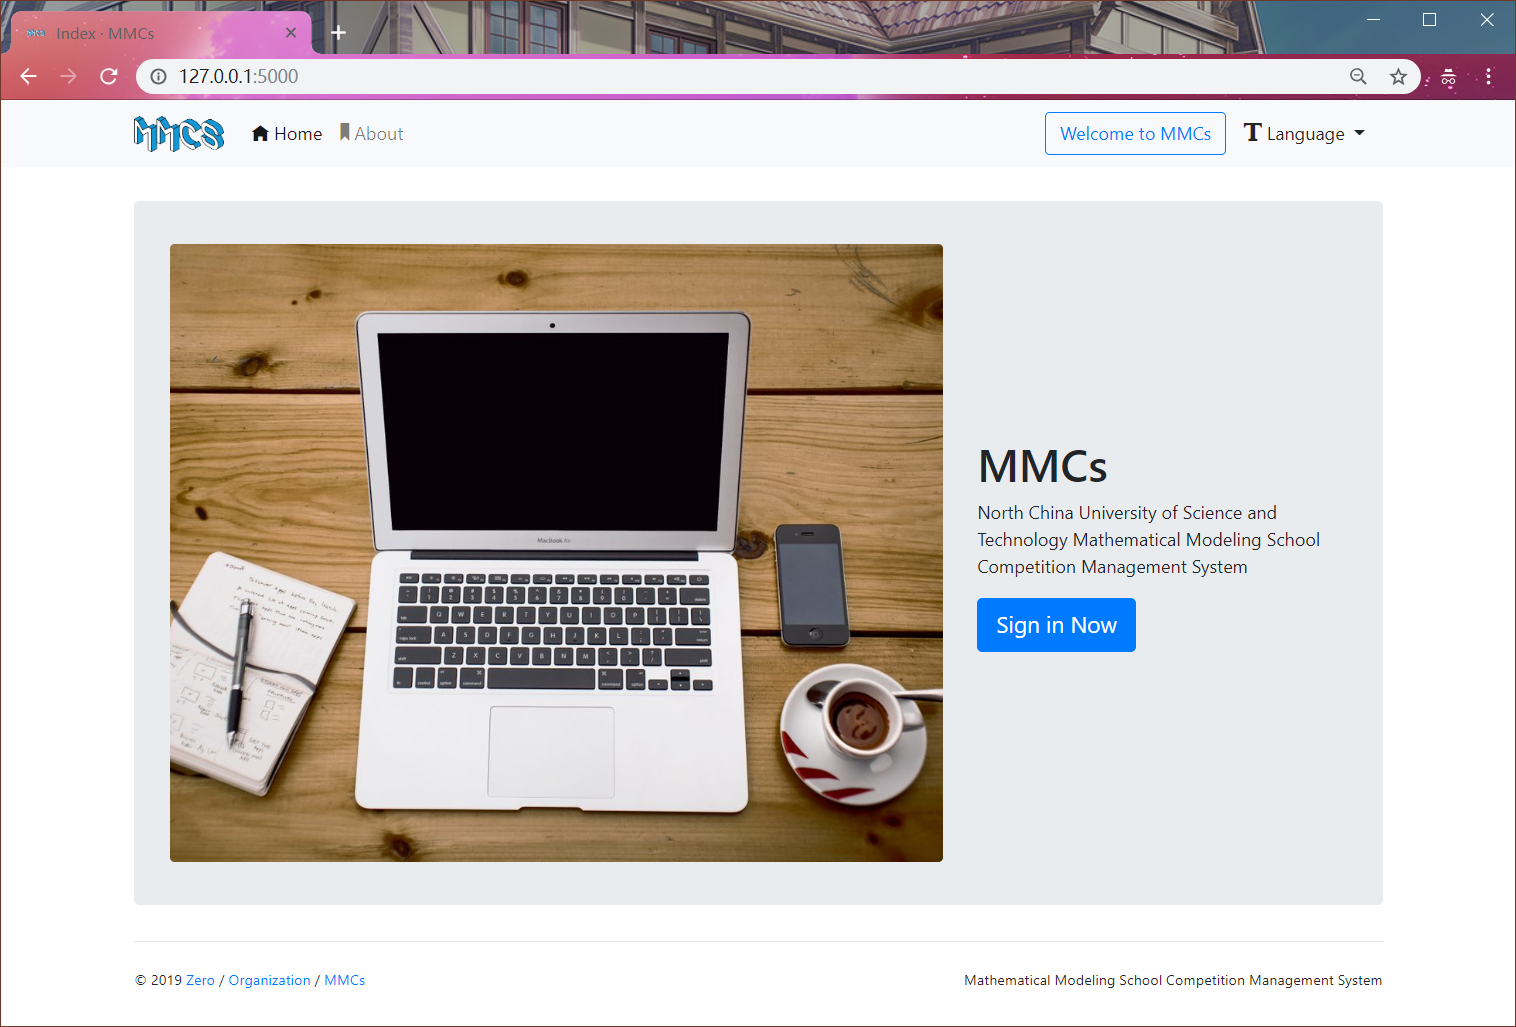 Index · MMCs
127.0.0.1:5000
MMCS
Home
About
Welcome to MMCs
T Language
MacBook Air
MMCs
North China University of Science and
Technology Mathematical Modeling School
Competition Management System
Sign in Now
© 2019 Zero / Organization / MMCs
Mathematical Modeling School Competition Management System